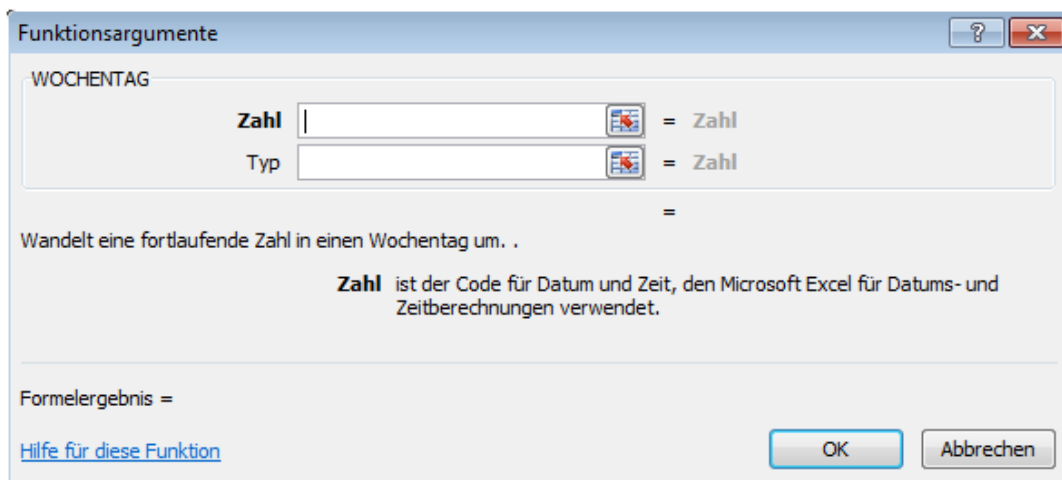 Funktionsargumente
WOCHENTAG
Zahl = Zahl
Typ = Zahl
=
Wandelt eine fortlaufende Zahl in einen Wochentag um. .
Zahl ist der Code für Datum und Zeit, den Microsoft Excel für Datums- und
Zeitberechnungen verwendet.
Formelergebnis =
Hilfe für diese Funktion OK Abbrechen